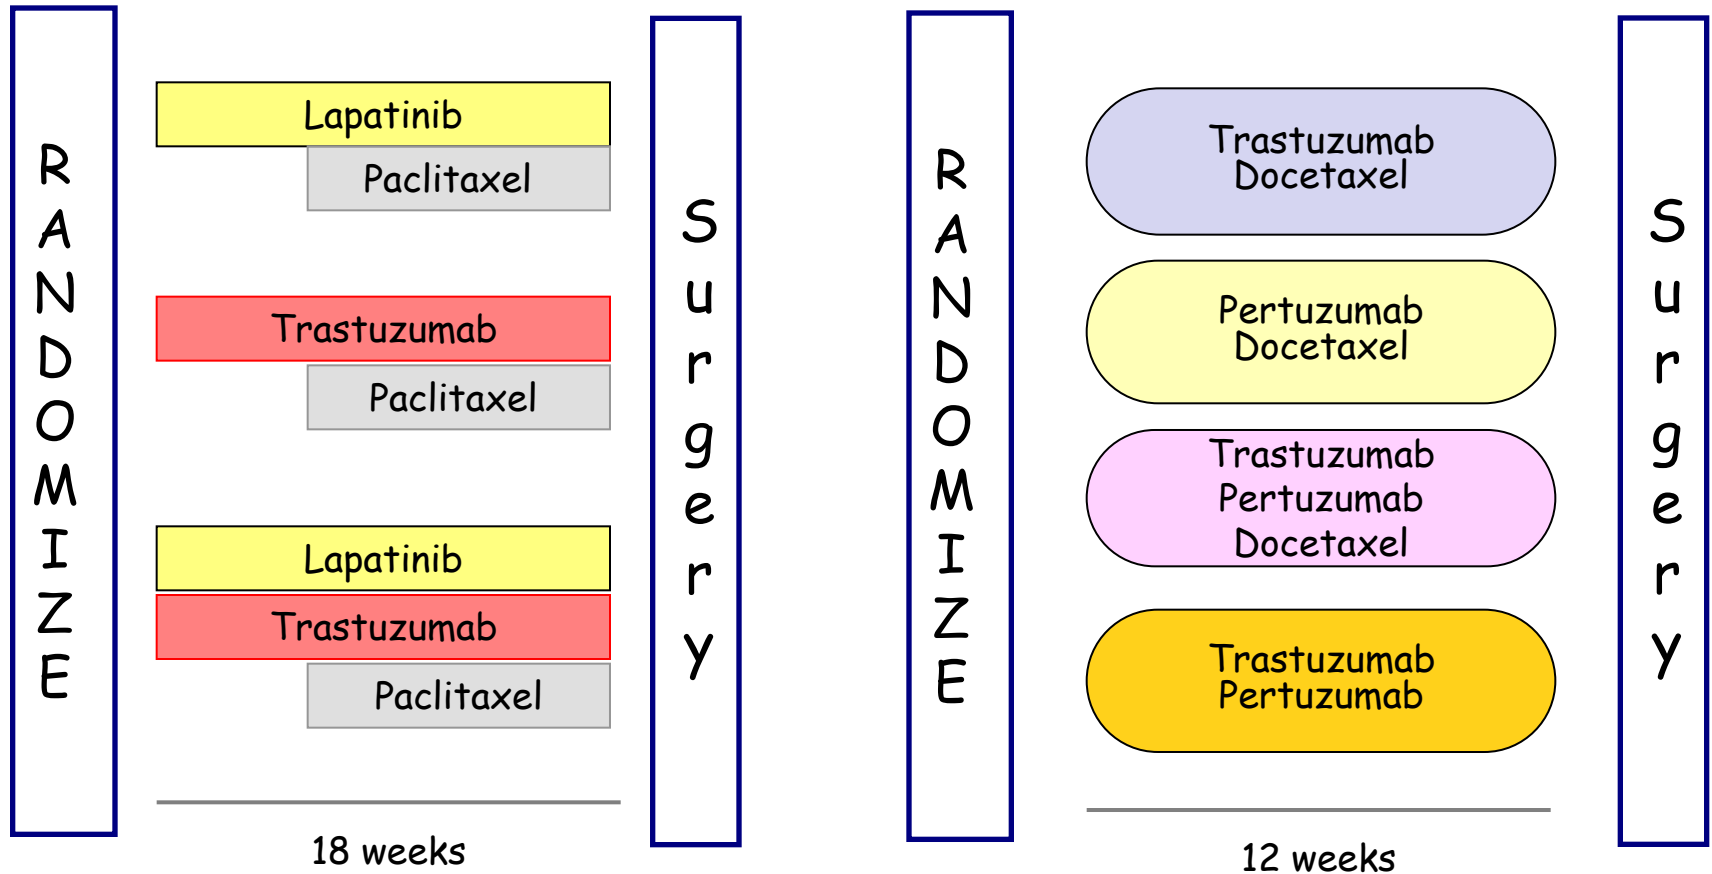 RANDOMIZE
Lapatinib
Paclitaxel
Trastuzumab
Paclitaxel
Lapatinib
Trastuzumab
Paclitaxel
18 weeks
Surgery
RANDOMIZE
Trastuzumab
Docetaxel
Pertuzumab
Docetaxel
Trastuzumab
Pertuzumab
Docetaxel
Trastuzumab
Pertuzumab
12 weeks
Surgery